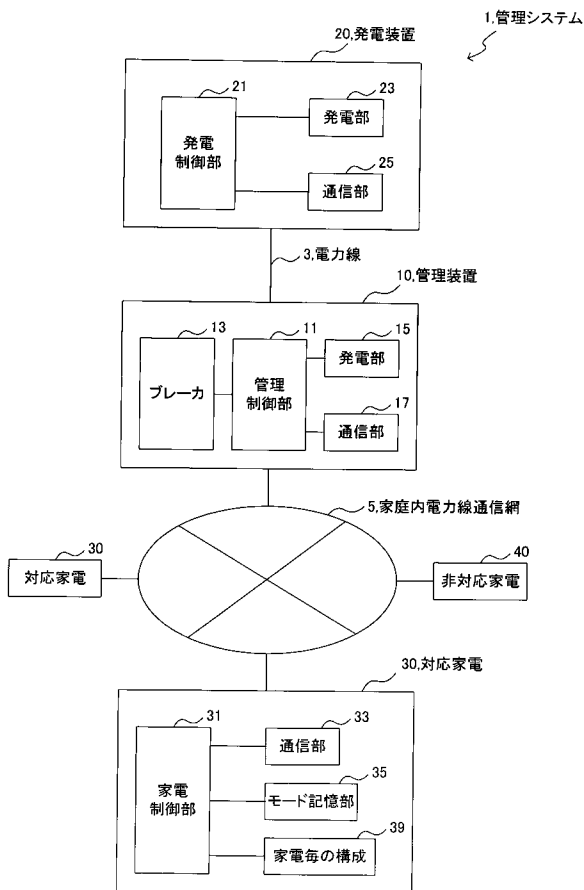 1,管理システム
20,発電装置
21
発電
制御部
23
発電部
25
通信部
3,電力線
10,管理装置
13
ブレーカ
11
管理
制御部
15
発電部
17
通信部
5,家庭内電力線通信網
30
対応家電
40
非対応家電
30,対応家電
31
家電
制御部
33
通信部
35
モード記憶部
39
家電毎の構成